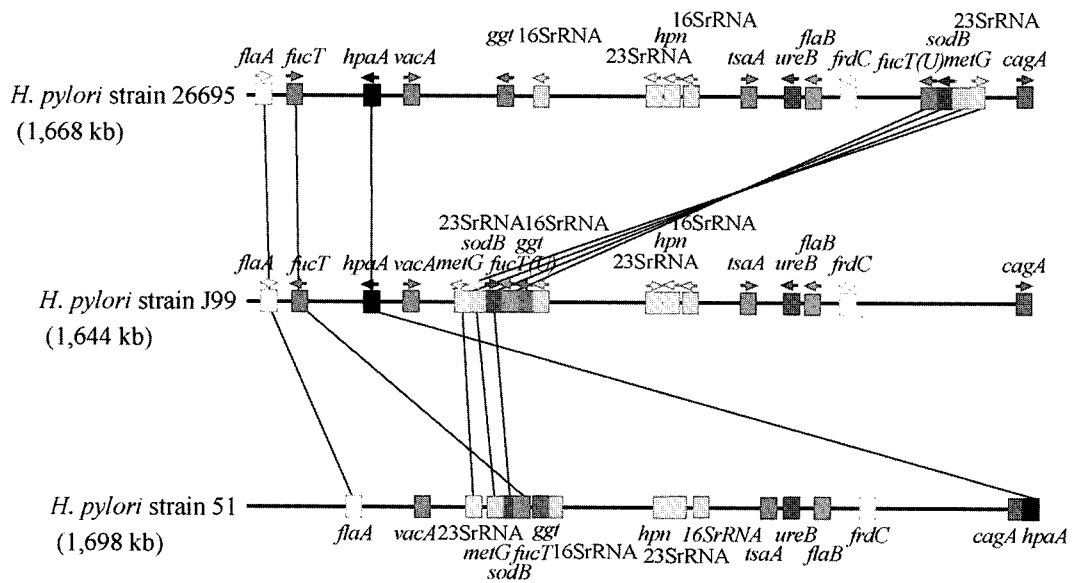 16SrRNA 23SrRNA
ggt 16SrRNA hpn flaB sodB
flaA fucT hpaA vacA 23SrRNA tsaA ureB frdC fucT(U) metG cagA
H. pylori strain 26695
(1,668 kb)
23SrRNA 16SrRNA 16SrRNA
sodB ggt hpn flaB
flaA fucT hpaA vacA metG fucT(U) 23SrRNA tsaA ureB frdC cagA
H. pylori strain J99
(1,644 kb)
H. pylori strain 51
(1,698 kb)
flaA vacA 23SrRNA ggt hpn 16SrRNA ureB frdC cagA hpaA
metG fucT 16SrRNA 23SrRNA tsaA flaB
sodB